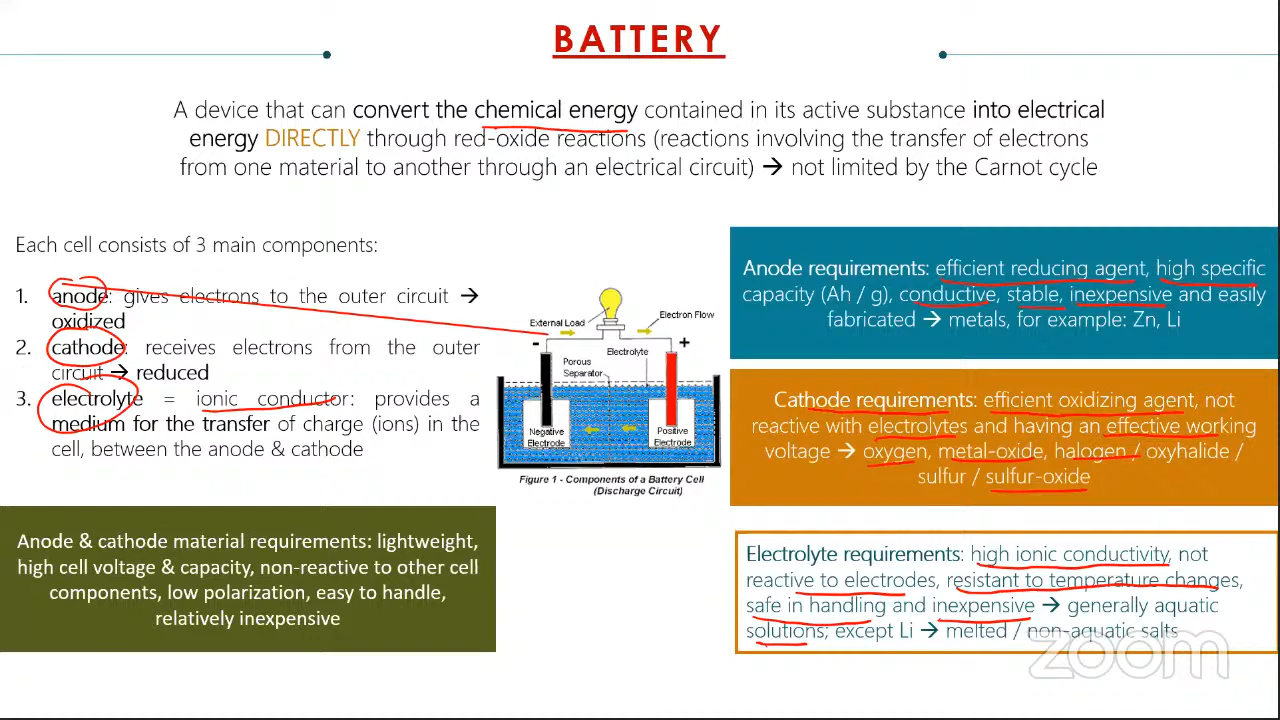 BATTERY
A device that can convert the chemical energy contained in its active substance into electrical
energy DIRECTLY through red-oxide reactions (reactions involving the transfer of electrons
from one material to another through an electrical circuit) → not limited by the Carnot cycle
Each cell consists of 3 main components:
1. anode: gives electrons to the outer circuit →
oxidized
2. cathode: receives electrons from the outer
circuit → reduced
3. electrolyte = ionic conductor: provides a
medium for the transfer of charge (ions) in the
cell, between the anode & cathode
External Load
Electron Flow
- +
Electrolyte
Porous
Separator
Negative
Electrode
Positive
Electrode
Figure 1 - Components of a Battery Cell
(Discharge Circuit)
Anode requirements: efficient reducing agent, high specific
capacity (Ah / g), conductive, stable, inexpensive and easily
fabricated → metals, for example: Zn, Li
Cathode requirements: efficient oxidizing agent, not
reactive with electrolytes and having an effective working
voltage → oxygen, metal-oxide, halogen / oxyhalide /
sulfur / sulfur-oxide
Anode & cathode material requirements: lightweight,
high cell voltage & capacity, non-reactive to other cell
components, low polarization, easy to handle,
relatively inexpensive
Electrolyte requirements: high ionic conductivity, not
reactive to electrodes, resistant to temperature changes,
safe in handling and inexpensive → generally aquatic
solutions; except Li → melted / non-aquatic salts
zoom